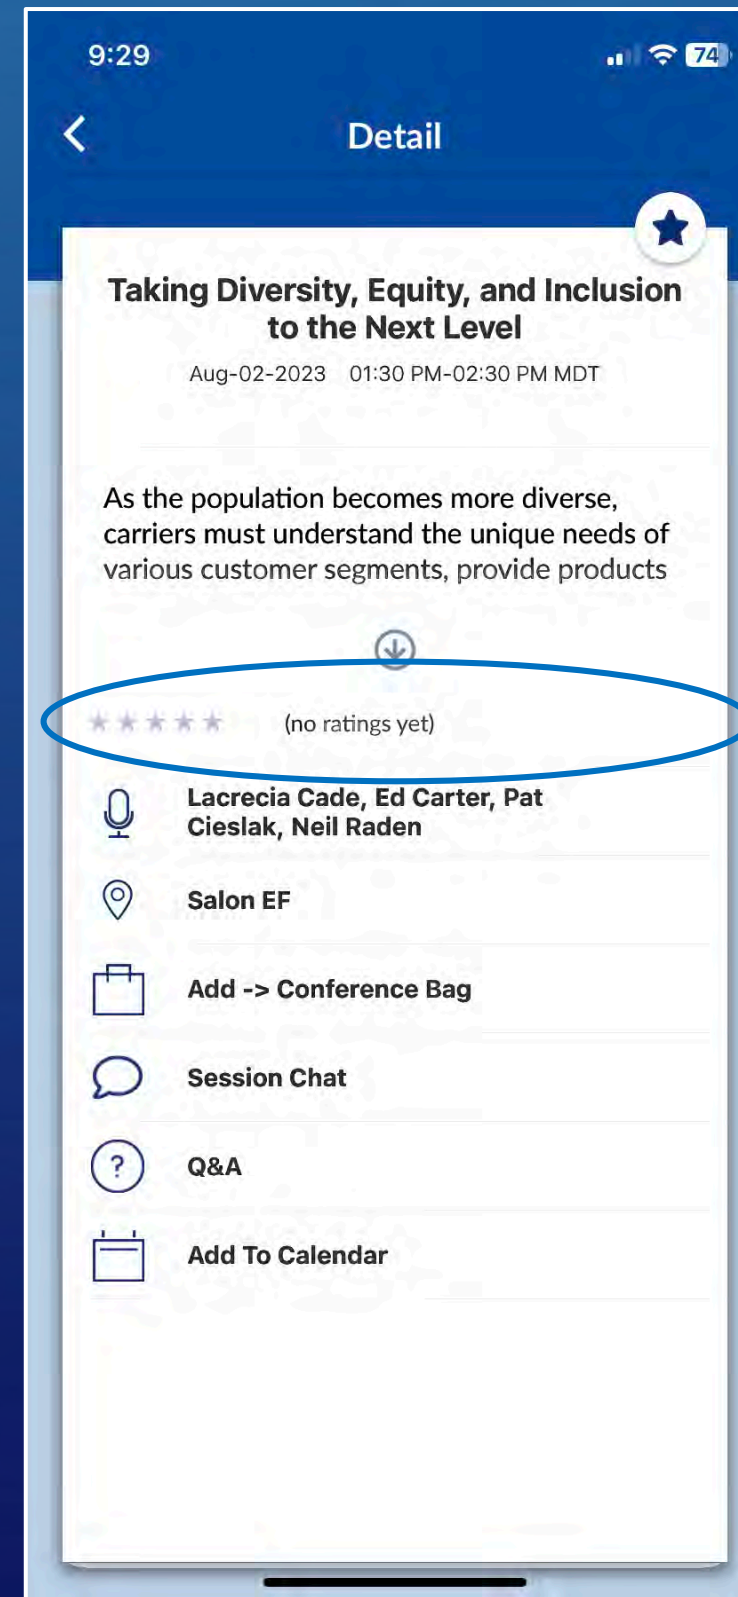 9:29
74
Detail
Taking Diversity, Equity, and Inclusion
to the Next Level
Aug-02-2023 01:30 PM-02:30 PM MDT
As the population becomes more diverse,
carriers must understand the unique needs of
various customer segments, provide products
(no ratings yet)
Lacrecia Cade, Ed Carter, Pat
Cieslak, Neil Raden
Salon EF
Add -> Conference Bag
Session Chat
?
Q&A
Add To Calendar